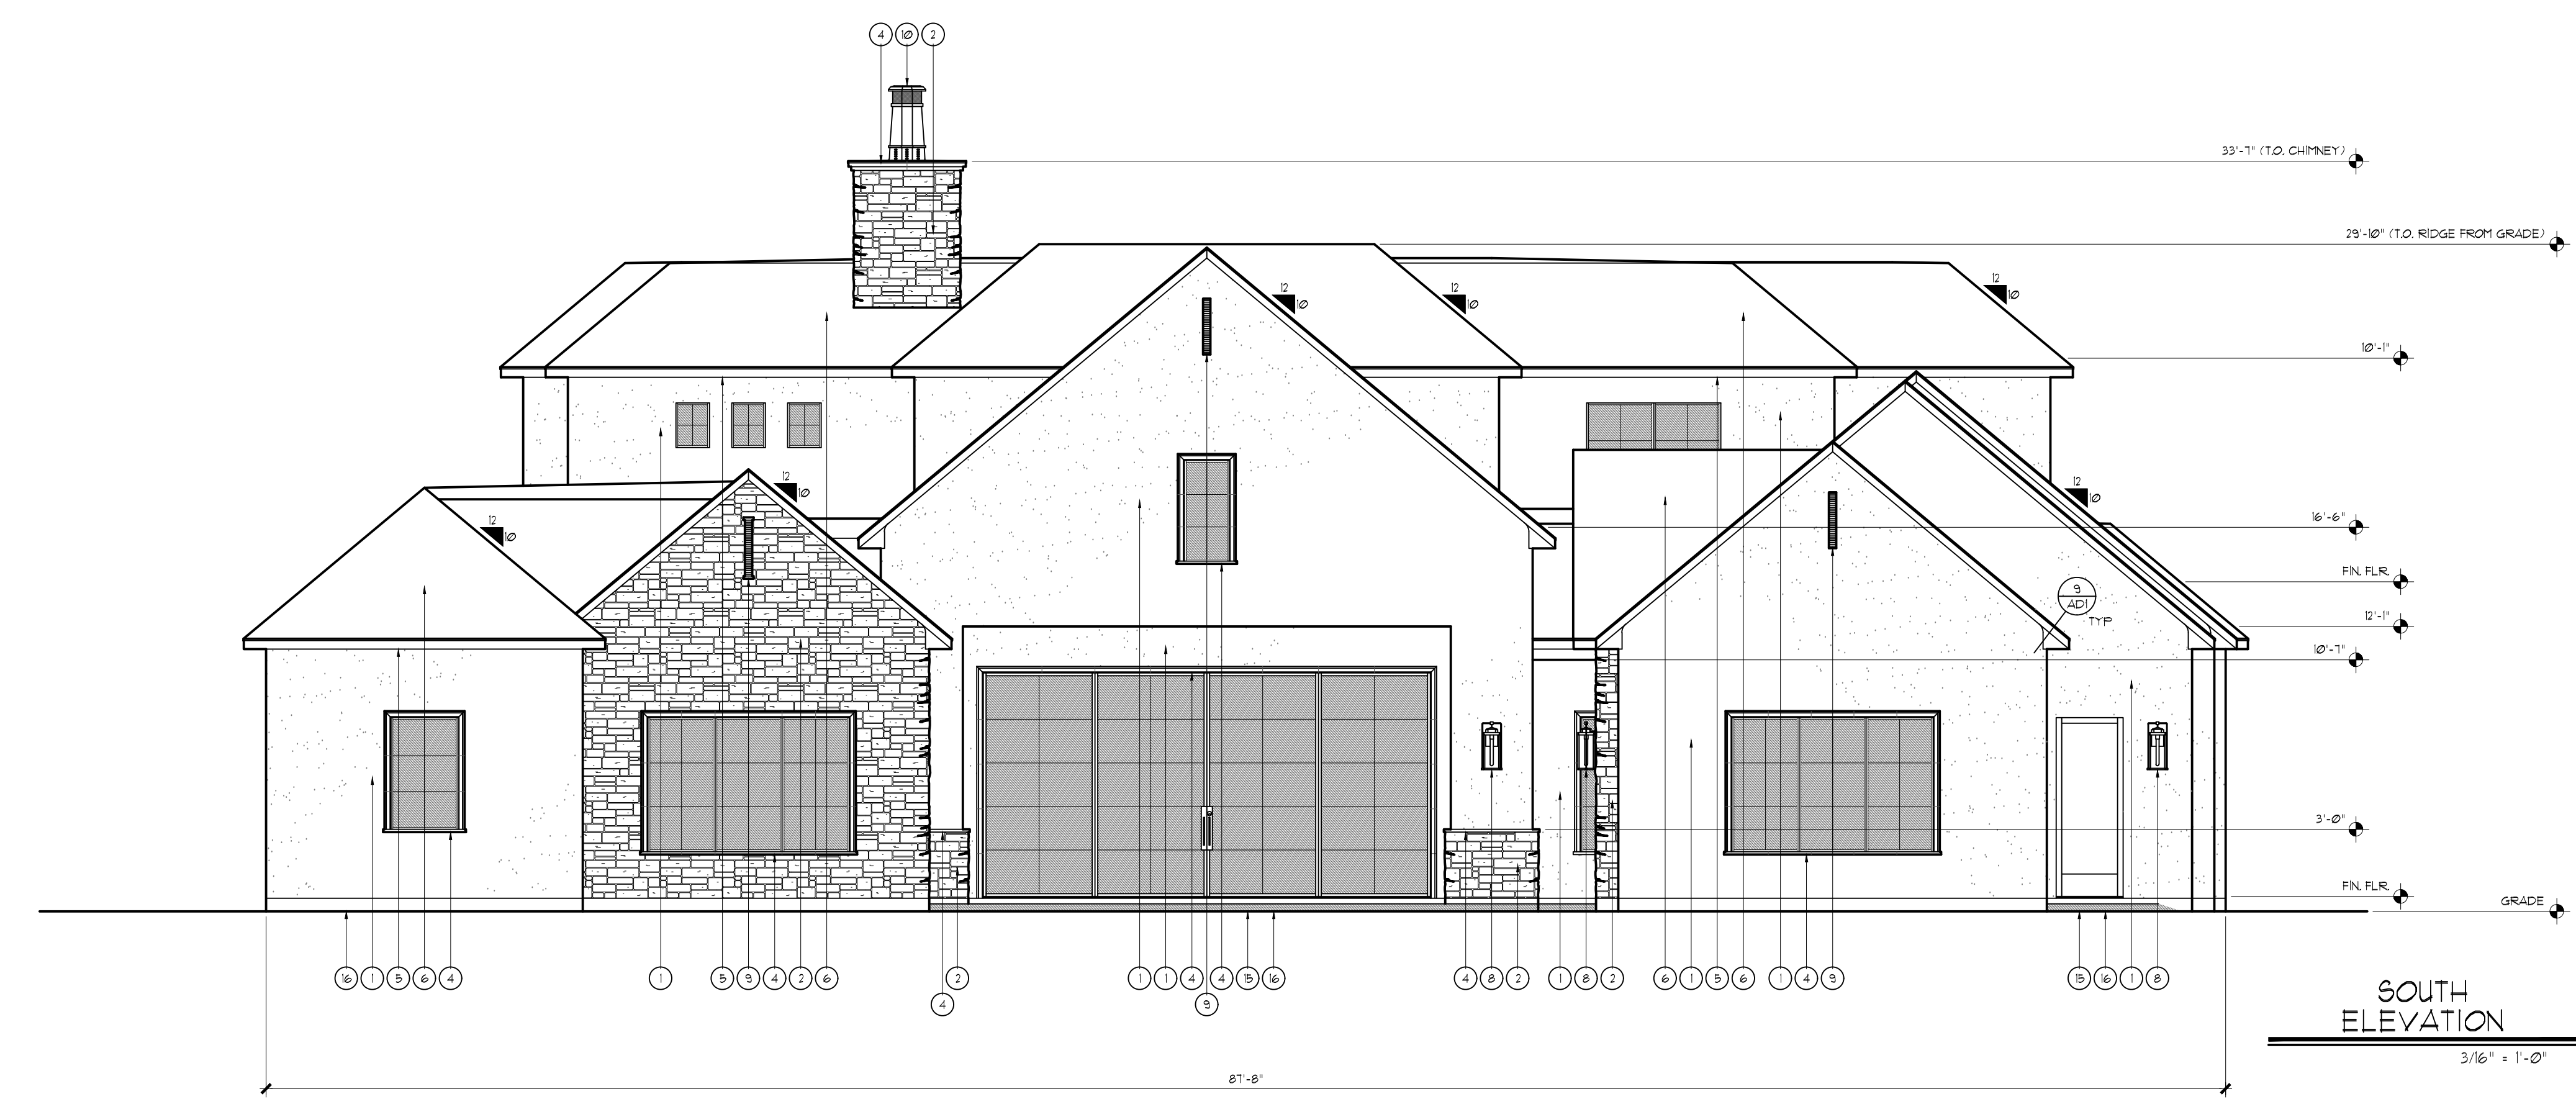 4 10 2
33'-7" (T.O. CHIMNEY)
29'-10" (T.O. RIDGE FROM GRADE)
12
10
12
10
12
10
10'-1"
12
10
12
10
12
10
16'-6"
FIN. FLR.
9
AD1
TYP
12'-1"
10'-7"
3'-0"
FIN. FLR.
GRADE
16 1 5 6 4 1 5 9 4 2 6 2 1 1 4 4 15 16 4 8 2 1 8 2 6 1 5 6 1 4 9 15 16 1 8
4 9
SOUTH
ELEVATION
3/16" = 1'-0"
87'-8"